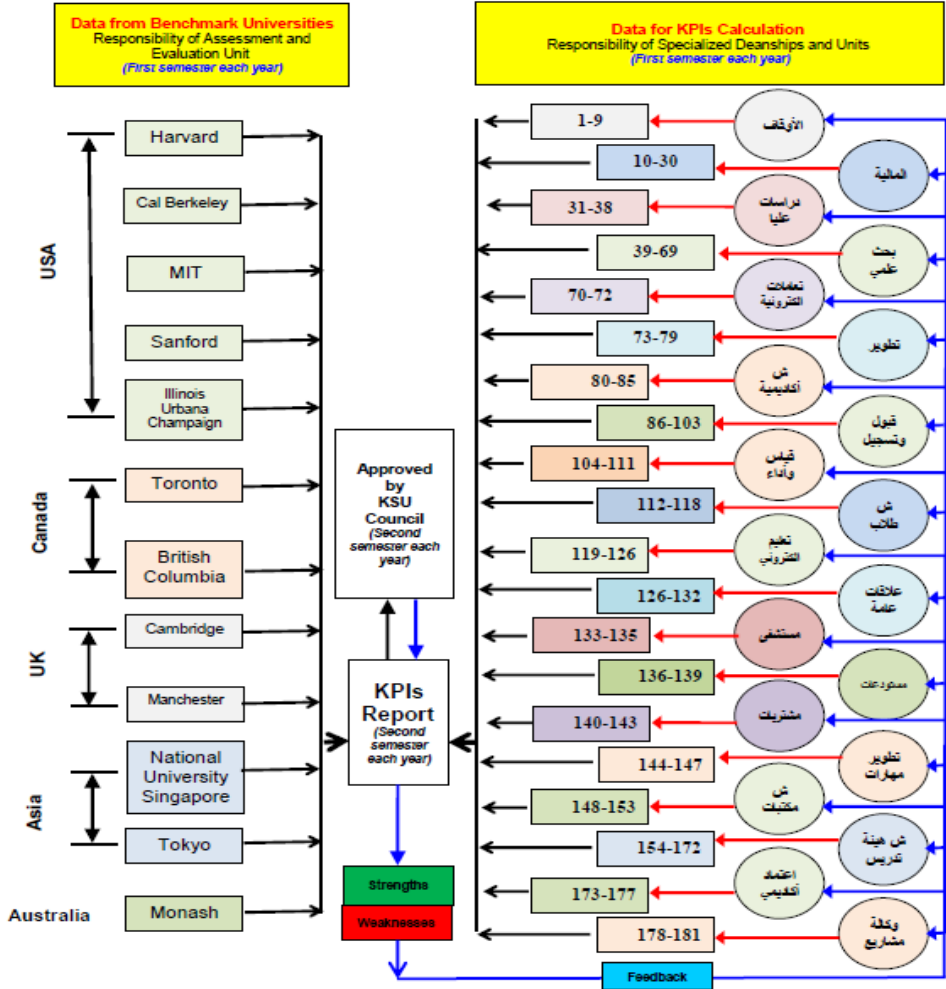 Data from Benchmark Universities
Responsibility of Assessment and
Evaluation Unit
(First semester each year)
Data for KPIs Calculation
Responsibility of Specialized Deanships and Units
(First semester each year)
USA
Harvard
Cal Berkeley
MIT
Sanford
Illinois
Urbana
Champaign
Canada
Toronto
British
Columbia
UK
Cambridge
Manchester
Asia
National
University
Singapore
Tokyo
Australia
Monash
Approved
by
KSU
Council
(Second
semester each
year)
KPIs
Report
(Second
semester
each year)
Strengths
Weaknesses
Feedback
1-9
الأوقاف
10-30
المالية
31-38
دراسات
عليا
39-69
بحث
علمي
70-72
تعملات
الكترونية
73-79
تطوير
80-85
ش
أكاديمية
86-103
قبول
وتسجيل
104-111
قياس
وأداء
112-118
ش
طلاب
119-126
تعليم
الكتروني
126-132
علاقات
عامة
133-135
مستشفى
136-139
مستودعات
140-143
مشتريات
144-147
تطوير
مهارات
148-153
ش
مكتبات
154-172
ش هيئة
تدريس
173-177
اعتماد
أكاديمي
178-181
وكالة
مشاريع